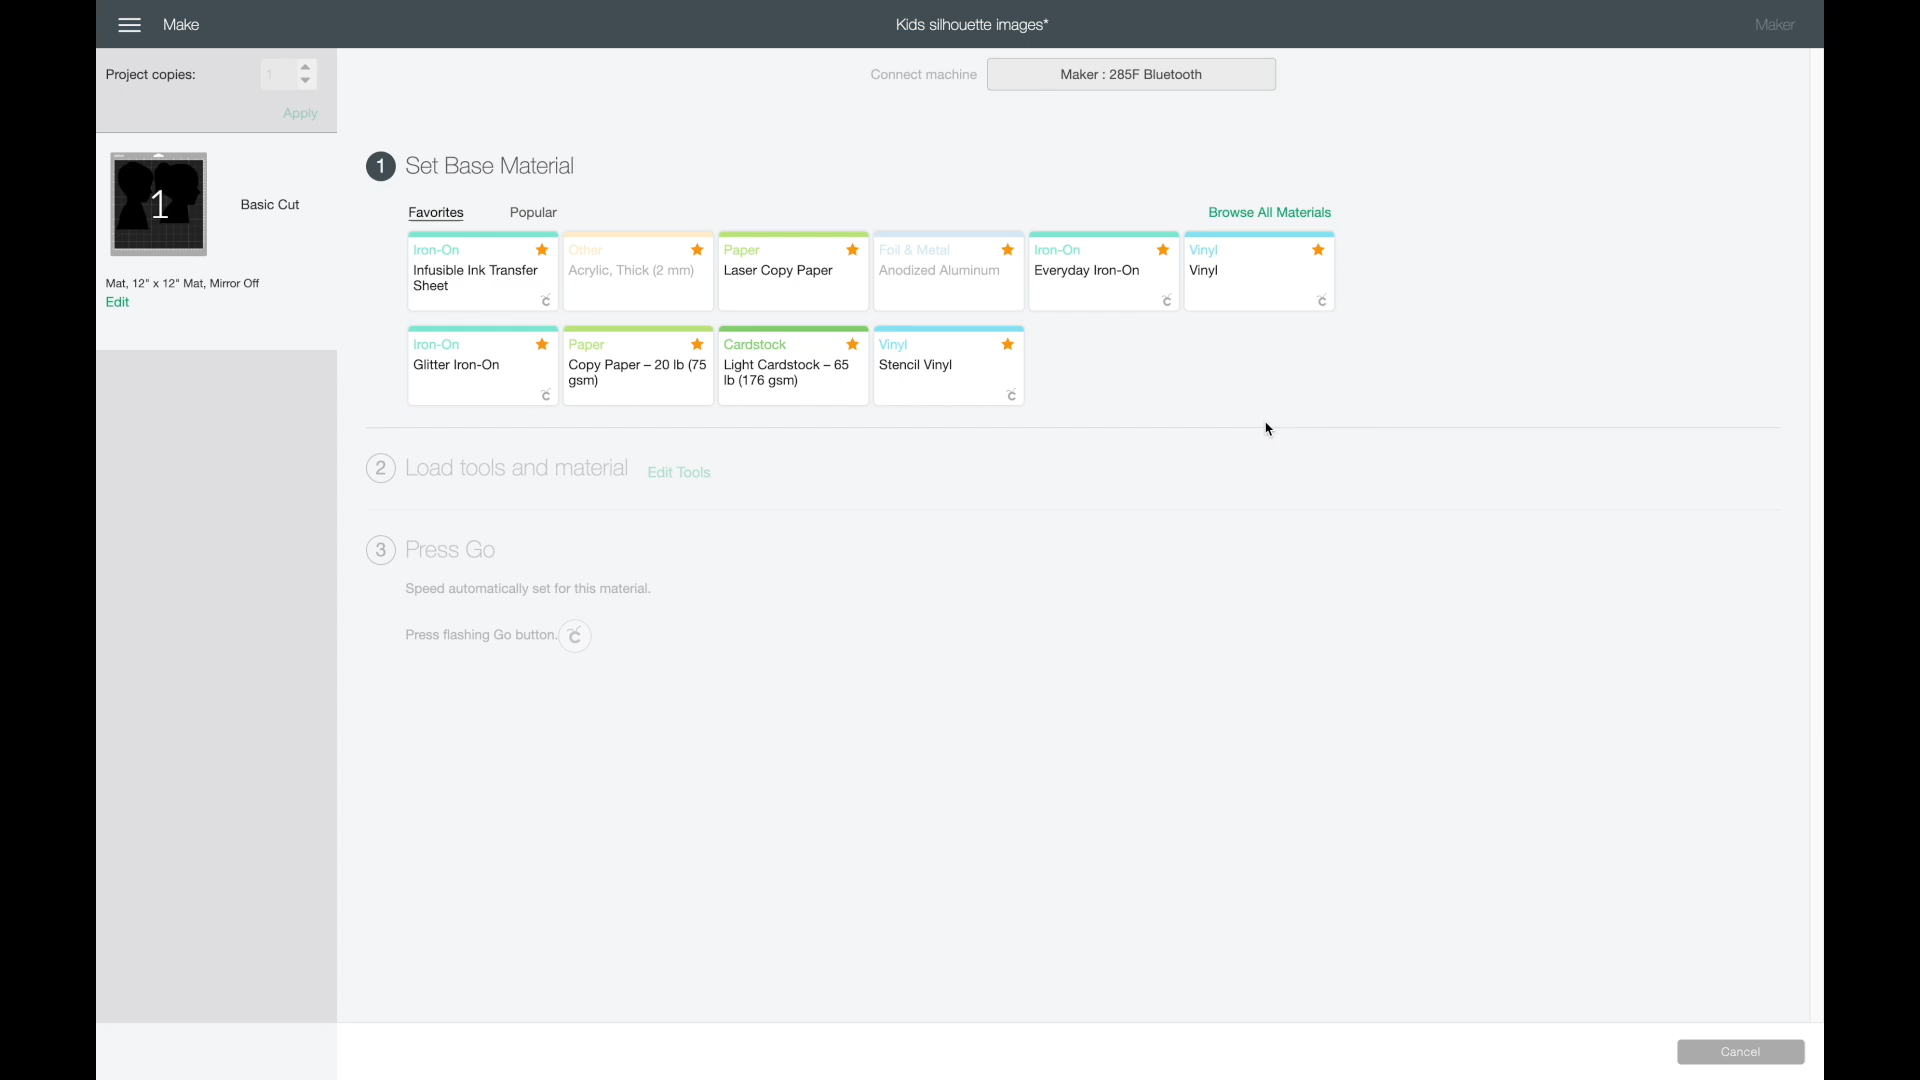 Make
Kids silhouette images*
Maker
Project copies:
1
Apply
Connect machine
Maker : 285F Bluetooth
1
Basic Cut
Mat, 12" x 12" Mat, Mirror Off
Edit
1 Set Base Material
Favorites
Popular
Browse All Materials
Iron-On
Infusible Ink Transfer
Sheet
Other
Acrylic, Thick (2 mm)
Paper
Laser Copy Paper
Foil & Metal
Anodized Aluminum
Iron-On
Everyday Iron-On
Vinyl
Vinyl
Iron-On
Glitter Iron-On
Paper
Copy Paper – 20 lb (75
gsm)
Cardstock
Light Cardstock – 65
lb (176 gsm)
Vinyl
Stencil Vinyl
2 Load tools and material
Edit Tools
3 Press Go
Speed automatically set for this material.
Press flashing Go button.
Cancel